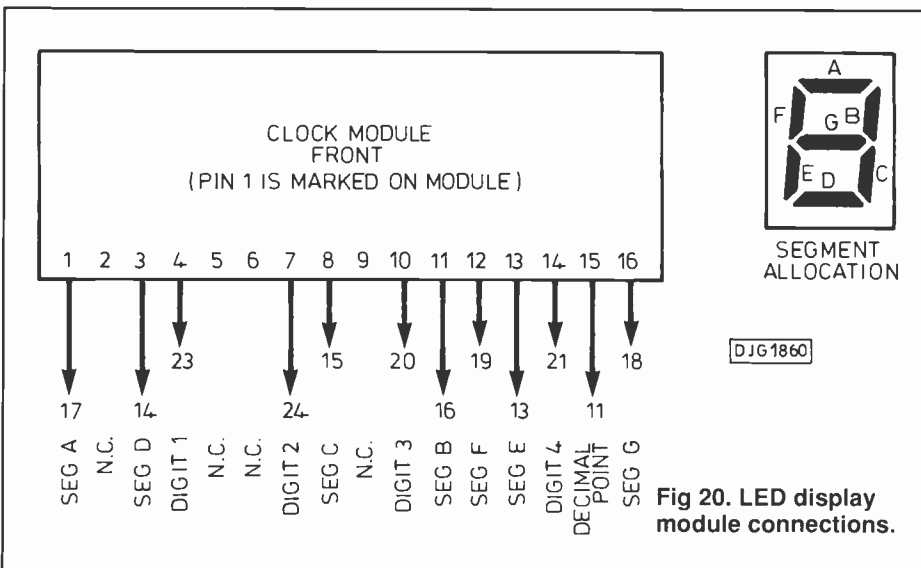 CLOCK MODULE
FRONT
(PIN 1 IS MARKED ON MODULE)
1 2 3 4 5 6 7 8 9 10 11 12 13 14 15 16
23 15 20 19 21 18
17 14 24 16 13 11
SEG A
N.C.
SEG D
DIGIT 1
N.C.
N.C.
DIGIT 2
SEG C
N.C.
DIGIT 3
SEG B
SEG F
SEG E
DIGIT 4
DECIMAL
POINT
SEG G
A
F G B
E D C
SEGMENT
ALLOCATION
DJG1860
Fig 20. LED display
module connections.